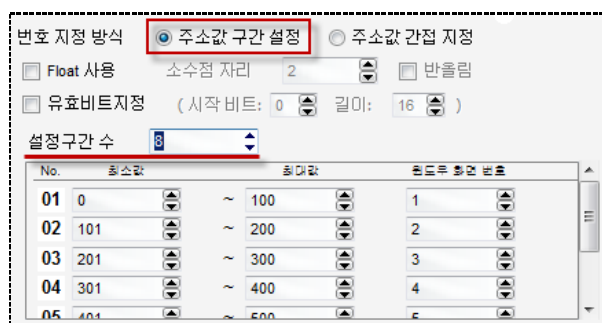 번호 지정 방식 주소값 구간 설정 주소값 간접 지정
Float 사용 소수점 자리 2 반올림
유효비트지정 (시작 비트: 0 길이: 16 )
설정구간 수 8
No. 최소값 최대값 윈도우 화면 번호
01 0 ~ 100 1
02 101 ~ 200 2
03 201 ~ 300 3
04 301 ~ 400 4
05 401 ~ 500 5